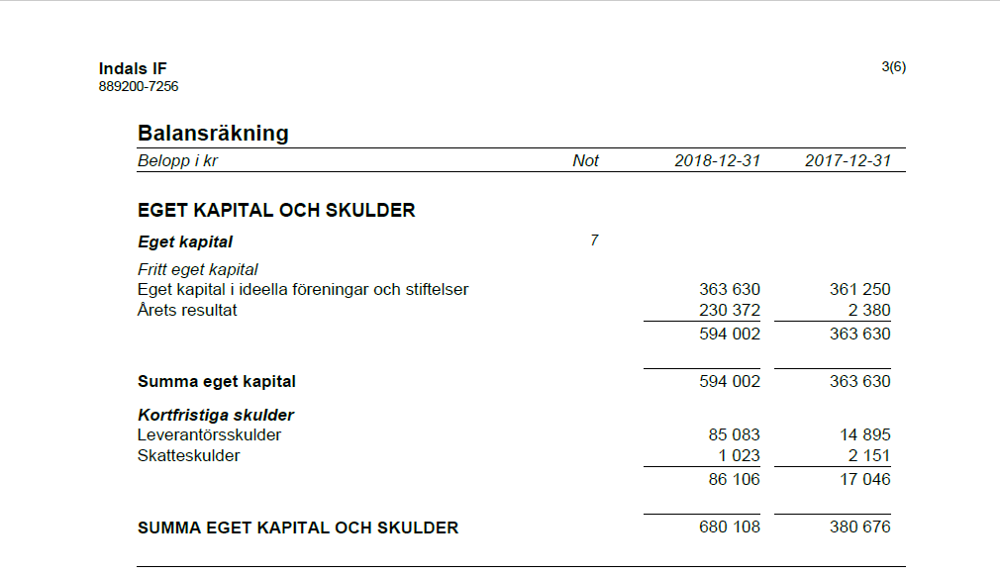 Indals IF 3(6)
889200-7256
Balansräkning
Belopp i kr Not 2018-12-31 2017-12-31
EGET KAPITAL OCH SKULDER
Eget kapital 7
Fritt eget kapital
Eget kapital i ideella föreningar och stiftelser 363 630 361 250
Årets resultat 230 372 2 380
594 002 363 630
Summa eget kapital 594 002 363 630
Kortfristiga skulder
Leverantörsskulder 85 083 14 895
Skatteskulder 1 023 2 151
86 106 17 046
SUMMA EGET KAPITAL OCH SKULDER 680 108 380 676